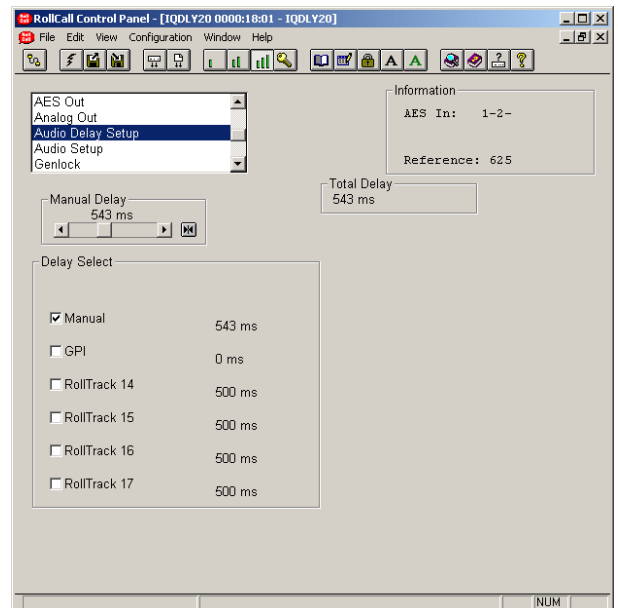 RollCall Control Panel - [IQDLY20 0000:18:01 - IQDLY20]
File Edit View Configuration Window Help
A A ?
AES Out
Analog Out
Audio Delay Setup
Audio Setup
Genlock
Information
AES In: 1-2-
Reference: 625
Manual Delay
543 ms
Total Delay
543 ms
Delay Select
Manual 543 ms
GPI 0 ms
RollTrack 14 500 ms
RollTrack 15 500 ms
RollTrack 16 500 ms
RollTrack 17 500 ms
NUM